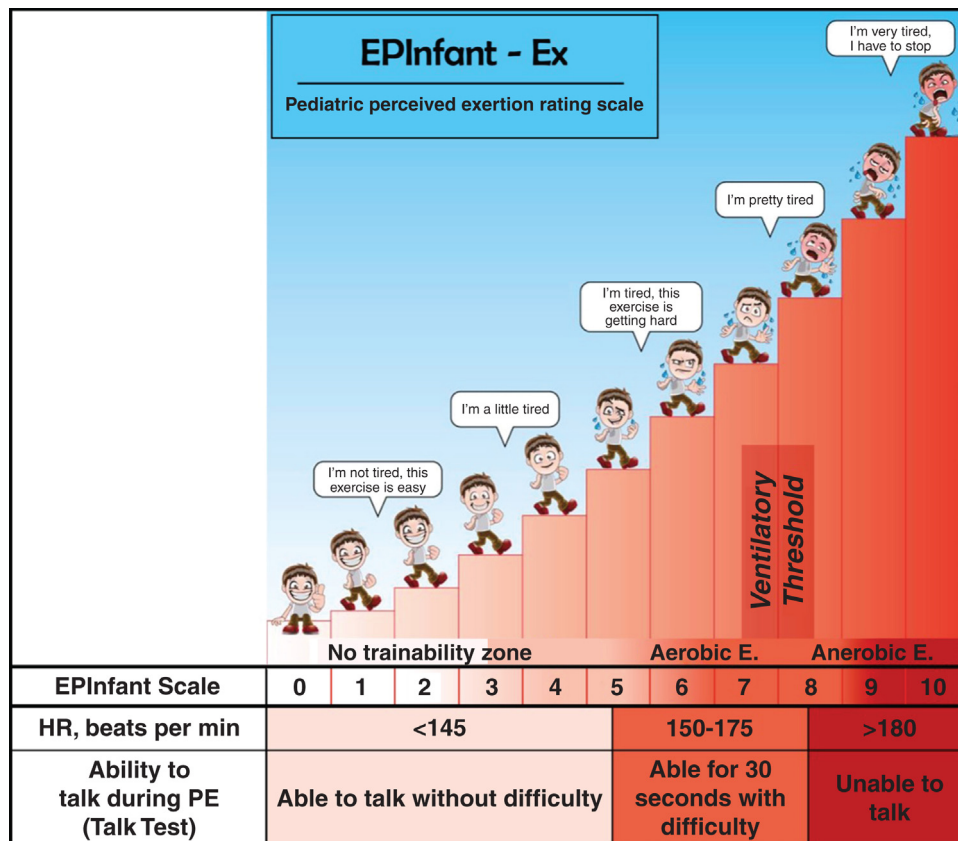 EPInfant - Ex
Pediatric perceived exertion rating scale
I'm very tired,
I have to stop
I'm pretty tired
I'm tired, this
exercise is
getting hard
I'm a little tired
I'm not tired, this
exercise is easy
Ventilatory
Threshold
No trainability zone Aerobic E. Anerobic E.
EPInfant Scale 0 1 2 3 4 5 6 7 8 9 10
HR, beats per min <145 150-175 >180
Ability to
talk during PE
(Talk Test)
Able to talk without difficulty
Able for 30
seconds with
difficulty
Unable to
talk